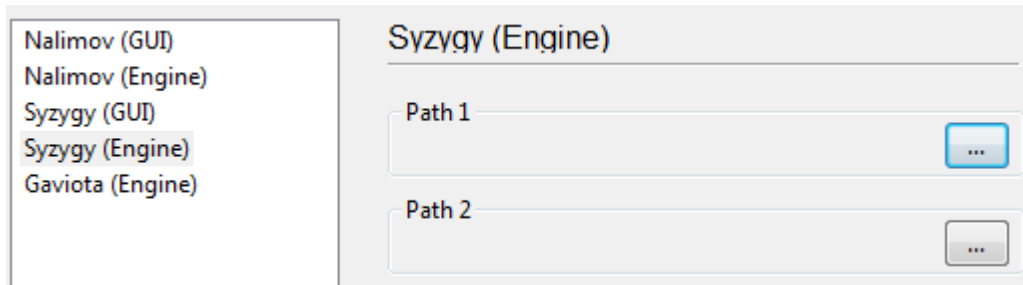 Nalimov (GUI)
Nalimov (Engine)
Syzygy (GUI)
Syzygy (Engine)
Gaviota (Engine)
Syzygy (Engine)
Path 1
...
Path 2
...